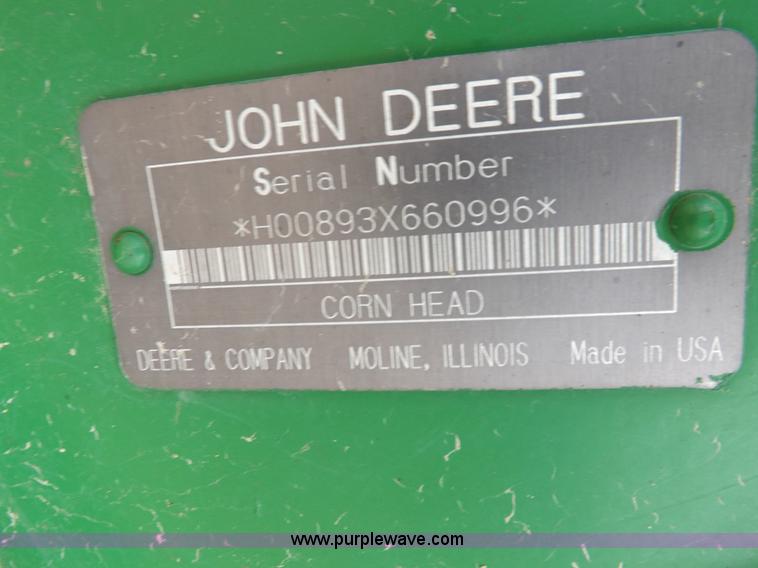 JOHN DEERE
Serial Number
*H00893X660996*
CORN HEAD
DEERE & COMPANY MOLINE, ILLINOIS Made in USA
www.purplewave.com